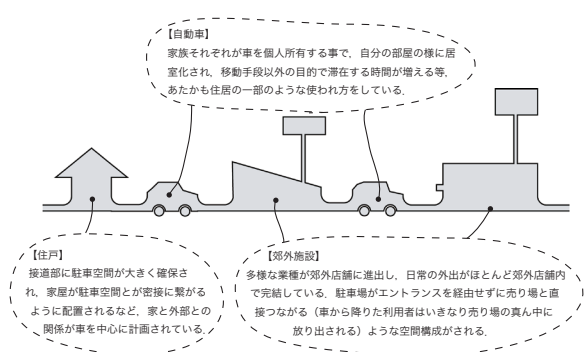 【自動車】
家族それぞれが車を個人所有する事で，自分の部屋の様に居
室化され，移動手段以外の目的で滞在する時間が増える等，
あたかも住居の一部のような使われ方をしている．
【住戸】
接道部に駐車空間が大きく確保さ
れ，家屋が駐車空間とが密接に繋がる
ように配置されるなど，家と外部との
関係が車を中心に計画されている．
【郊外施設】
多様な業種が郊外店舗に進出し，日常の外出がほとんど郊外店舗内
で完結している．駐車場がエントランスを経由せずに売り場と直
接つながる（車から降りた利用者はいきなり売り場の真ん中に
放り出される）ような空間構成がされる．